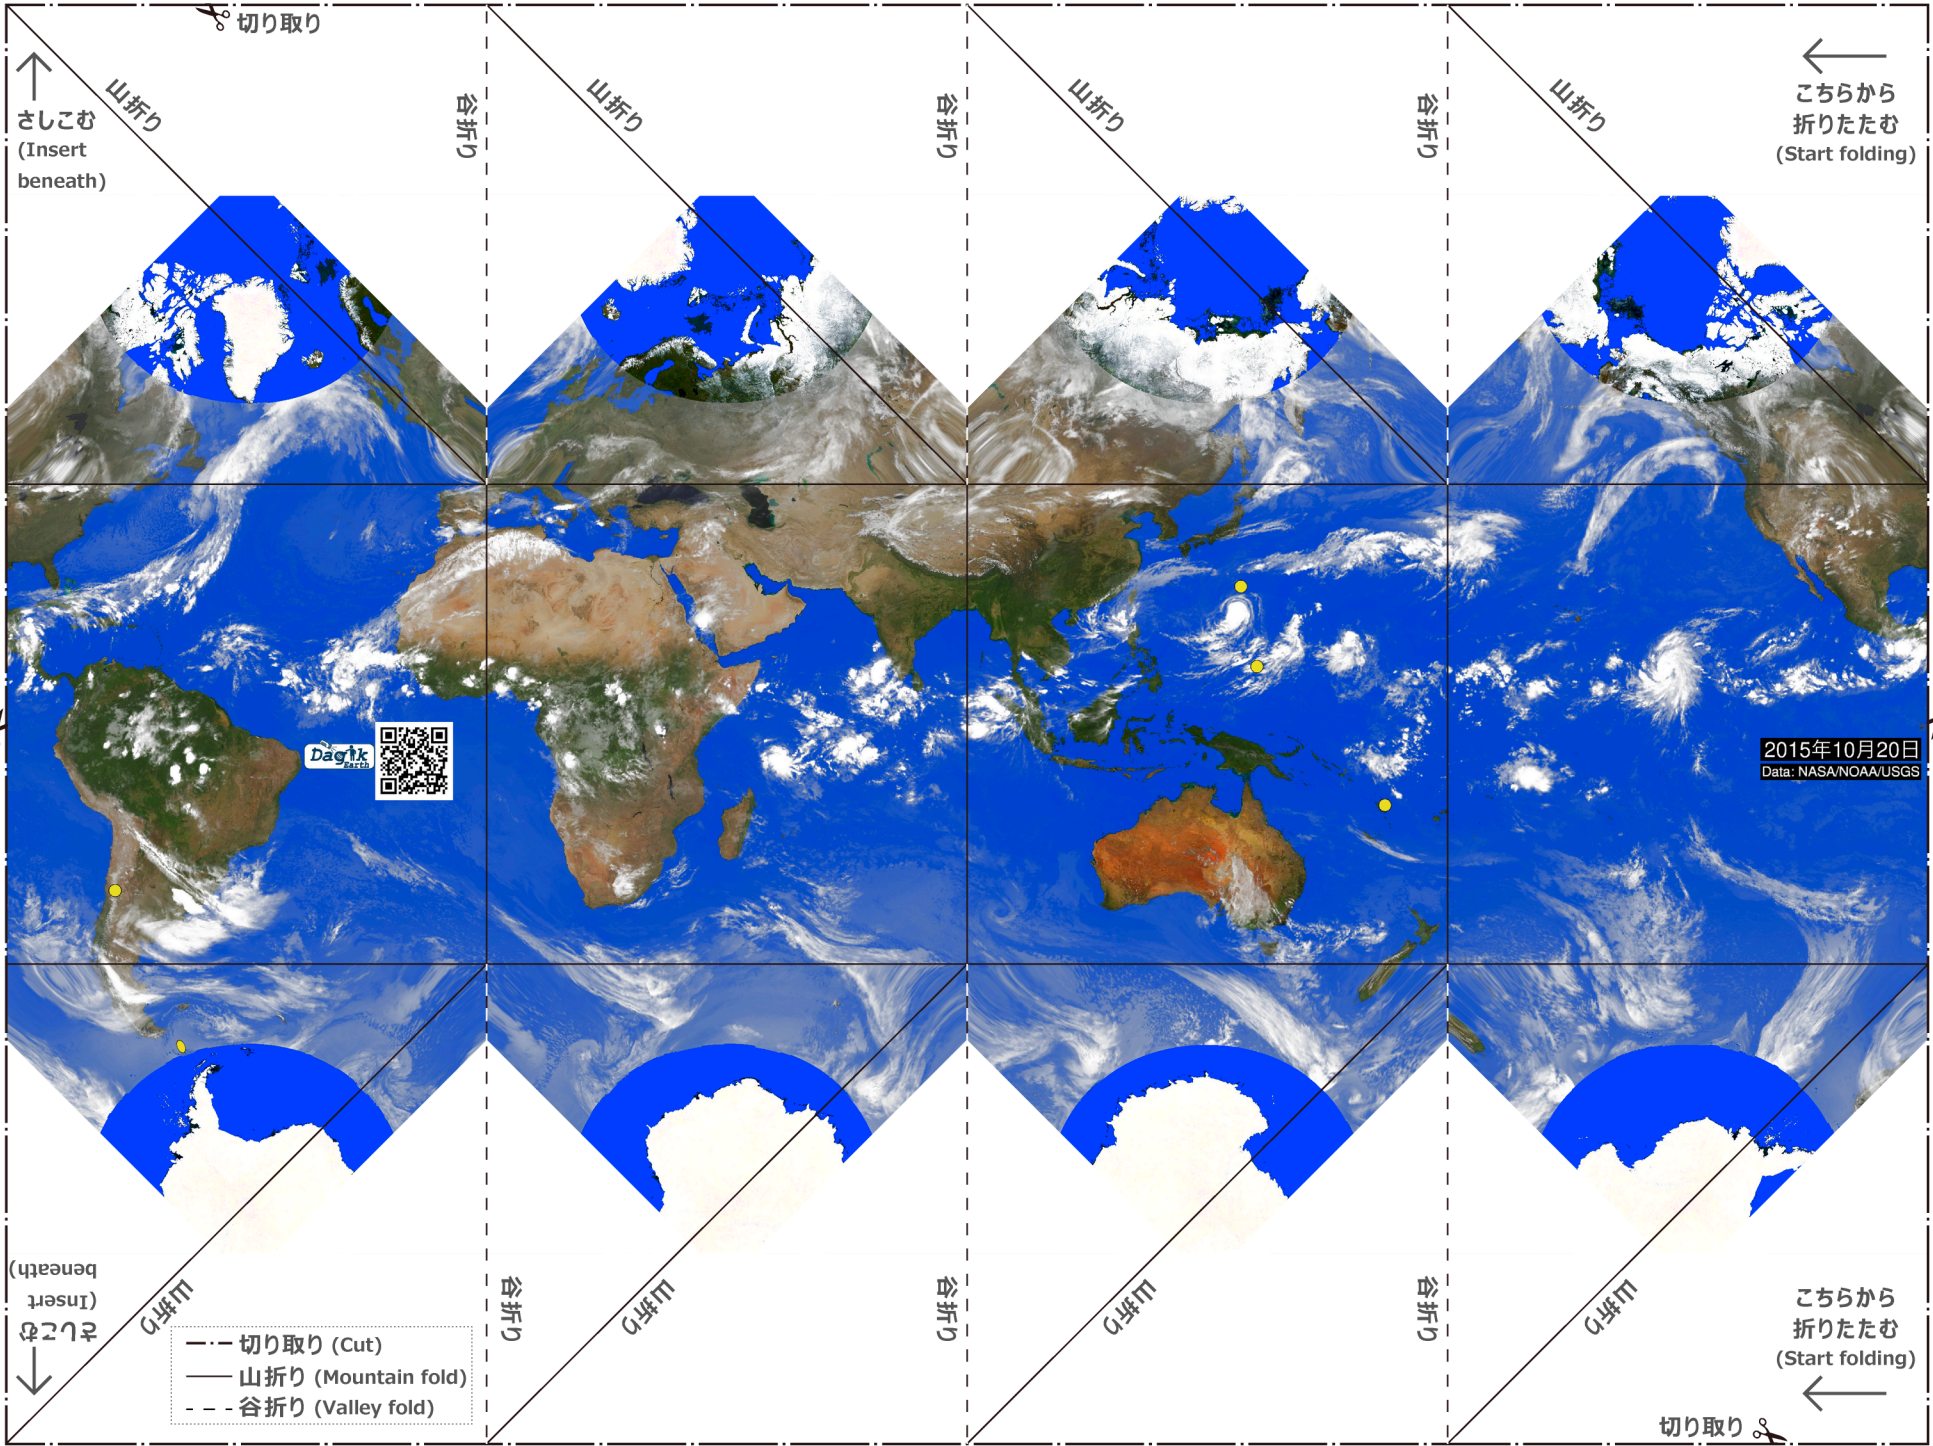 切り取り
山折り
谷折り
山折り
谷折り
山折り
谷折り
山折り
さしこむ
(Insert
beneath)
こちらから
折りたたむ
(Start folding)
Dagik
Earth
2015年10月20日
Data: NASA/NOAA/USGS
さしこむ
(Insert
beneath)
山折り
谷折り
山折り
谷折り
山折り
谷折り
山折り
こちらから
折りたたむ
(Start folding)
切り取り (Cut)
山折り (Mountain fold)
谷折り (Valley fold)
切り取り